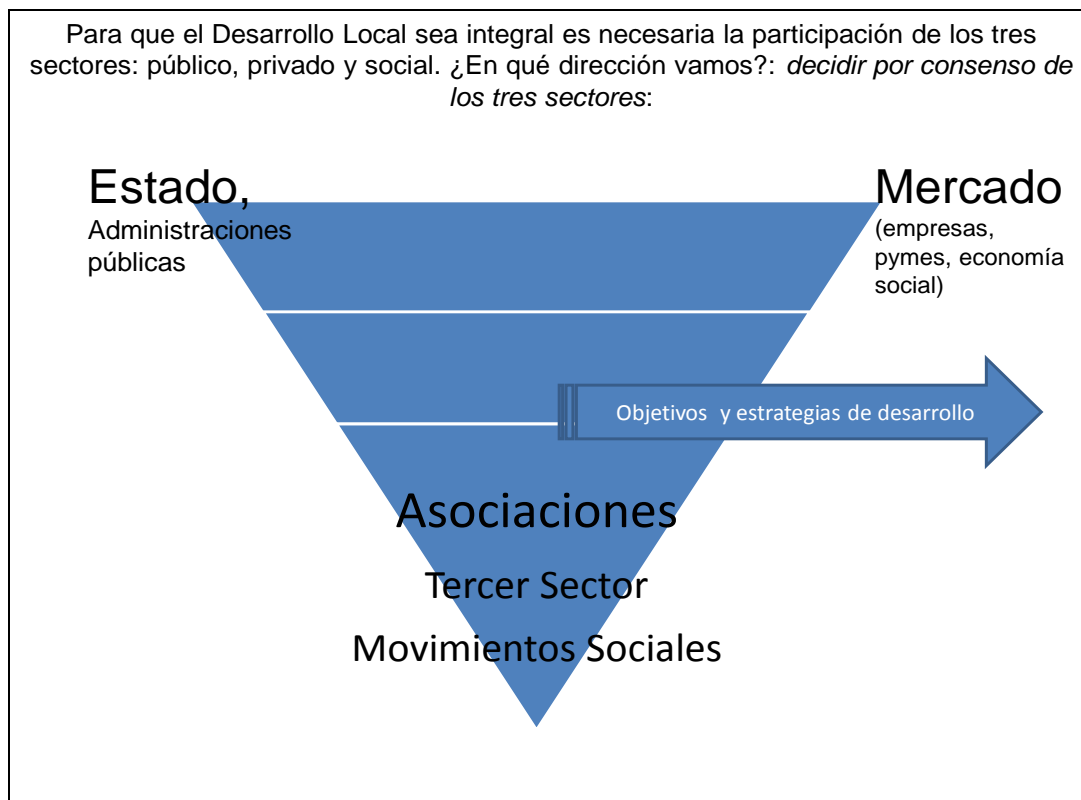 Para que el Desarrollo Local sea integral es necesaria la participación de los tres
sectores: público, privado y social. ¿En qué dirección vamos?: decidir por consenso de
los tres sectores:
Estado,
Administraciones
públicas
Mercado
(empresas,
pymes, economía
social)
Objetivos y estrategias de desarrollo
Asociaciones
Tercer Sector
Movimientos Sociales